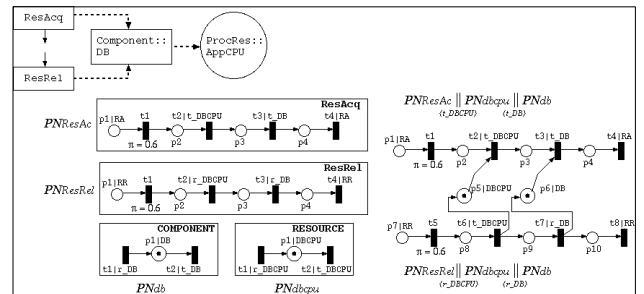 ResAcq
Component::
DB
ProcRes::
AppCPU
ResRel
ResAcq
PNResAc
p1|RA
t1
t2|t_DBCPU
t3|t_DB
t4|RA
π = 0.6
p2
p3
p4
ResRel
PNResRel
p1|RR
t1
t2|r_DBCPU
t3|r_DB
t4|RR
π = 0.6
p2
p3
p4
COMPONENT
p1|DB
t1|r_DB
t2|t_DB
PNdb
RESOURCE
p1|DBCPU
t1|r_DBCPU
t2|t_DBCPU
PNdbcpu
PNResAc || PNdbcpu || PNdb
(t_DBCPU) (t_DB)
p1|RA
t1
t2|t_DBCPU
t3|t_DB
t4|RA
π = 0.6
p2
p3
p4
p5|DBCPU
p6|DB
p7|RR
t5
t6|t_DBCPU
t7|r_DB
t8|RR
π = 0.6
p8
p9
p10
PNResRel || PNdbcpu || PNdb
(r_DBCPU) (r_DB)